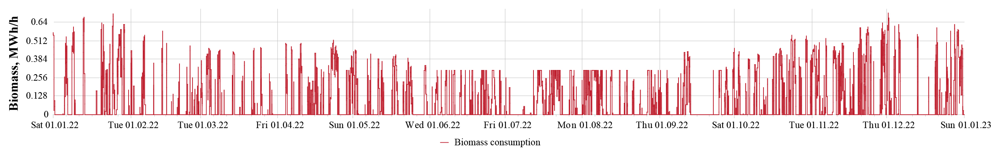 Biomass, MWh/h
0.64
0.512
0.384
0.256
0.128
0
Sat 01.01.22 Tue 01.02.22 Tue 01.03.22 Fri 01.04.22 Sun 01.05.22 Wed 01.06.22 Fri 01.07.22 Mon 01.08.22 Thu 01.09.22 Sat 01.10.22 Tue 01.11.22 Thu 01.12.22 Sun 01.01.23
Biomass consumption